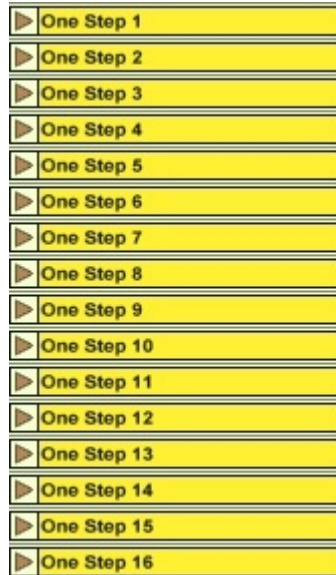 One Step 1
One Step 2
One Step 3
One Step 4
One Step 5
One Step 6
One Step 7
One Step 8
One Step 9
One Step 10
One Step 11
One Step 12
One Step 13
One Step 14
One Step 15
One Step 16